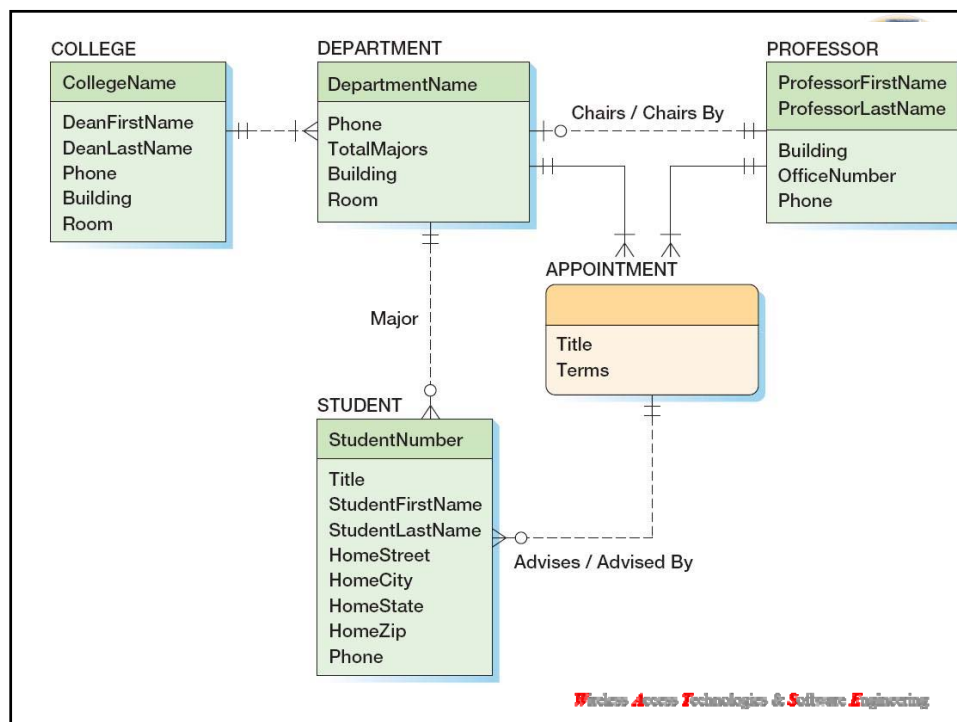 COLLEGE
CollegeName
DeanFirstName
DeanLastName
Phone
Building
Room
DEPARTMENT
DepartmentName
Phone
TotalMajors
Building
Room
Chairs / Chairs By
PROFESSOR
ProfessorFirstName
ProfessorLastName
Building
OfficeNumber
Phone
APPOINTMENT
Title
Terms
Major
STUDENT
StudentNumber
Title
StudentFirstName
StudentLastName
HomeStreet
HomeCity
HomeState
HomeZip
Phone
Advises / Advised By
Wireless Access Technologies & Software Engineering